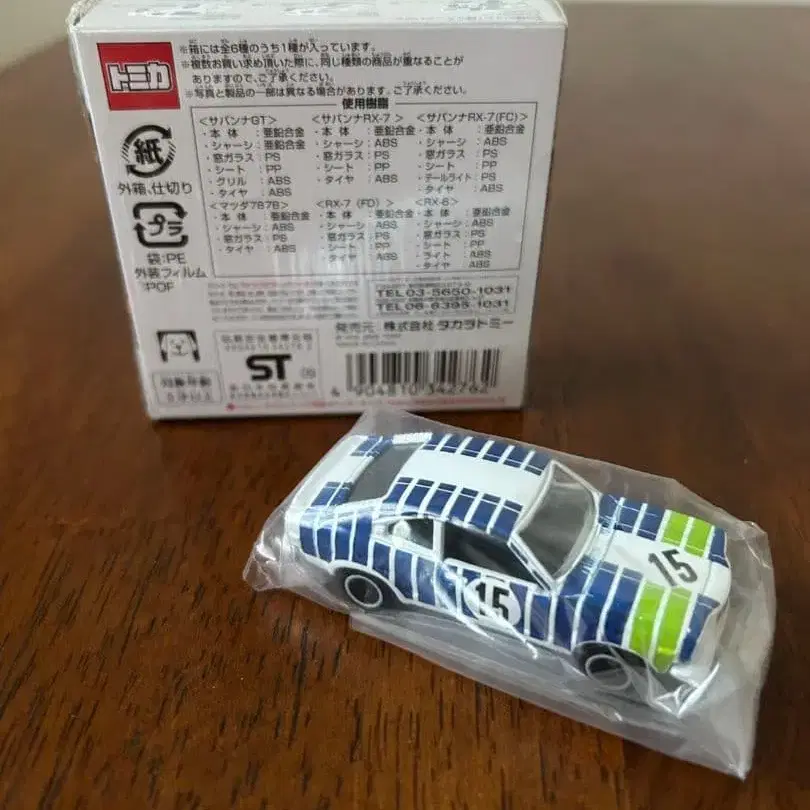 トミカ
※箱には全6種のうち1種が入っています。
※複数お買い求め頂いた際に、同じ種類の商品が重なることが
ありますので、ご了承ください。
※写真と製品の一部は異なる場合があります。ご了承ください。
使用樹脂
<サバンナGT>
・本体:亜鉛合金
・シャーシ:ABS
・窓ガラス:PS
・シート:PP
・グリル:ABS
・タイヤ:ABS
<サバンナRX-7>
・本体:亜鉛合金
・シャーシ:ABS
・窓ガラス:PS
・シート:PP
・タイヤ:ABS
<サバンナRX-7(FC)>
・本体:亜鉛合金
・シャーシ:ABS
・窓ガラス:PS
・テールライト:PS
・タイヤ:ABS
<マツダ787B>
・本体:亜鉛合金
・シャーシ:ABS
・窓ガラス:PS
・タイヤ:ABS
<RX-7(FD)>
・本体:亜鉛合金
・シャーシ:ABS
・窓ガラス:PS
・シート:PP
・タイヤ:ABS
<RX-8>
・本体:亜鉛合金
・シャーシ:ABS
・窓ガラス:PS
・シート:PP
・ライト:ABS
・タイヤ:ABS
紙
外箱、仕切り
プラ
袋:PE
外装フィルム
:POF
TEL03-5650-1031
TEL06-6398-1031
発売元 株式会社 タカラトミー
ST
対象年齢
4 904810 342762
15
15